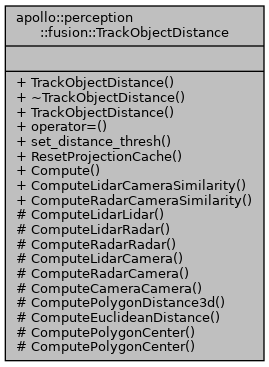 apollo::perception
::fusion::TrackObjectDistance
+ TrackObjectDistance()
+ ~TrackObjectDistance()
+ TrackObjectDistance()
+ operator=()
+ set_distance_thresh()
+ ResetProjectionCache()
+ Compute()
+ ComputeLidarCameraSimilarity()
+ ComputeRadarCameraSimilarity()
# ComputeLidarLidar()
# ComputeLidarRadar()
# ComputeRadarRadar()
# ComputeLidarCamera()
# ComputeRadarCamera()
# ComputeCameraCamera()
# ComputePolygonDistance3d()
# ComputeEuclideanDistance()
# ComputePolygonCenter()
# ComputePolygonCenter()